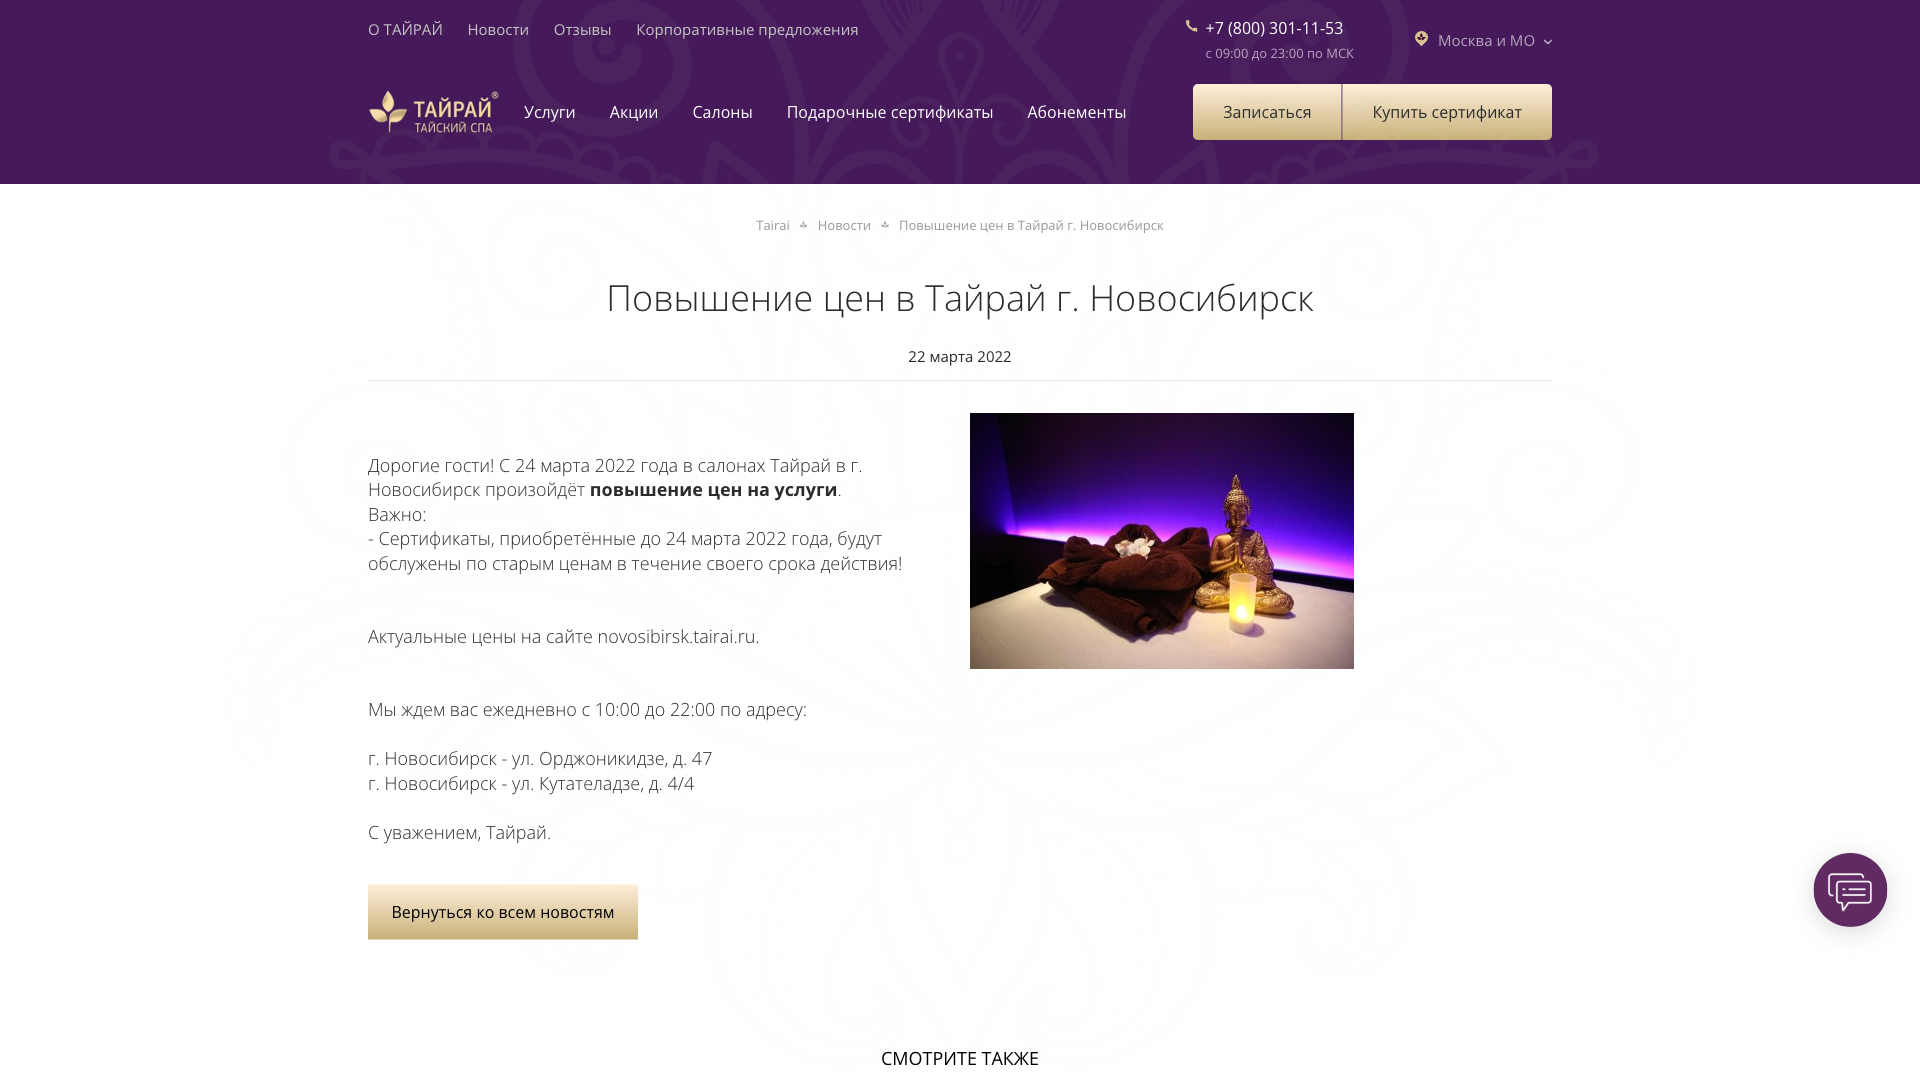 О ТАЙРАЙ Новости Отзывы Корпоративные предложения
+7 (800) 301-11-53
с 09:00 до 23:00 по МСК
Москва и МО
ТАЙРАЙ®
ТАЙСКИЙ СПА
Услуги Акции Салоны Подарочные сертификаты Абонементы
Записаться Купить сертификат
Tairai Новости Повышение цен в Тайрай г. Новосибирск
Повышение цен в Тайрай г. Новосибирск
22 марта 2022
Дорогие гости! С 24 марта 2022 года в салонах Тайрай в г.
Новосибирск произойдёт повышение цен на услуги.
Важно:
- Сертификаты, приобретённые до 24 марта 2022 года, будут
обслужены по старым ценам в течение своего срока действия!
Актуальные цены на сайте novosibirsk.tairai.ru.
Мы ждем вас ежедневно с 10:00 до 22:00 по адресу:
г. Новосибирск - ул. Орджоникидзе, д. 47
г. Новосибирск - ул. Кутателадзе, д. 4/4
С уважением, Тайрай.
Вернуться ко всем новостям
СМОТРИТЕ ТАКЖЕ